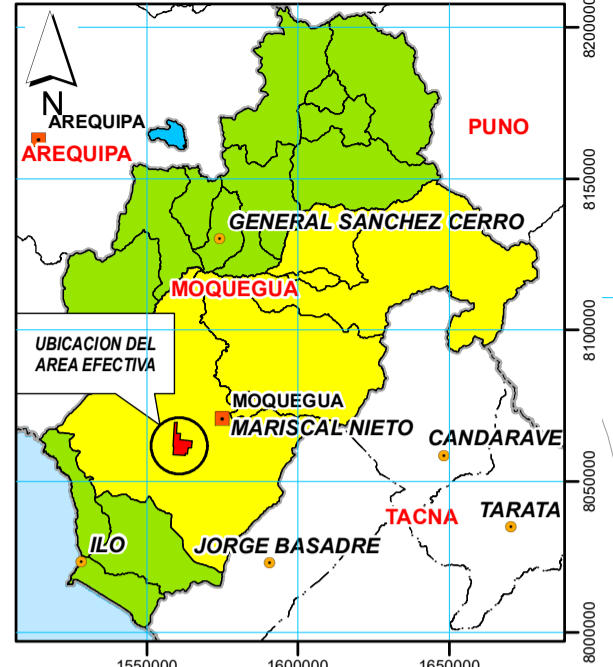 8200000
N
AREQUIPA
AREQUIPA
PUNO
8150000
GENERAL SANCHEZ CERRO
MOQUEGUA
8100000
UBICACION DEL
AREA EFECTIVA
MOQUEGUA
MARISCAL NIETO
CANDARAVE
8050000
TACNA
TARATA
ILO
JORGE BASADRE
8000000
1550000
1600000
1650000